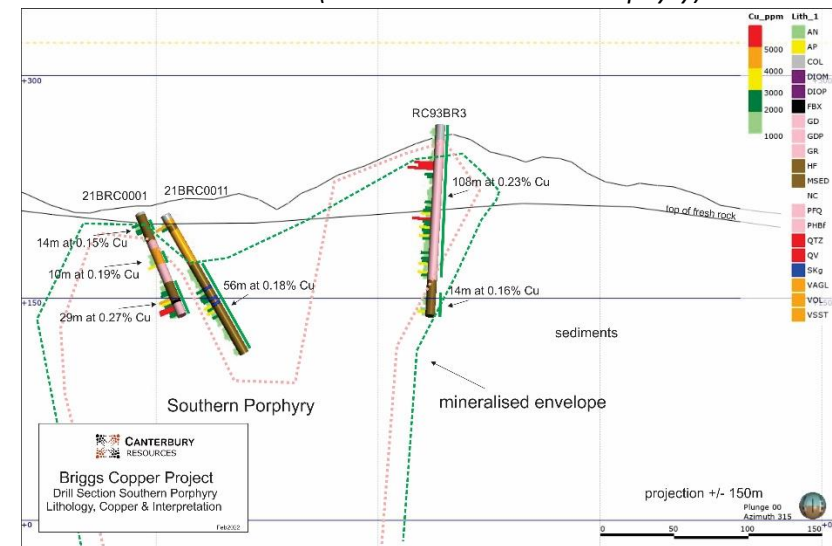 Cu_ppm
5000
4000
3000
2000
1000
Lith_1
AN
AP
COL
DIOM
DIOP
FBX
GD
GDP
GR
HF
MSED
NC
PFQ
PHBf
QTZ
QV
SKg
VAGL
VOL
VSST
+300
RC93BR3
21BRC0001
21BRC0011
108m at 0.23% Cu
top of fresh rock
14m at 0.15% Cu
10m at 0.19% Cu
56m at 0.18% Cu
14m at 0.16% Cu
+150
29m at 0.27% Cu
sediments
Southern Porphyry
mineralised envelope
CANTERBURY
RESOURCES
Briggs Copper Project
Drill Section Southern Porphyry
Lithology, Copper & Interpretation
Feb2022
projection +/- 150m
Plunge 00
Azimuth 315
+0
0
50
100
150
+0